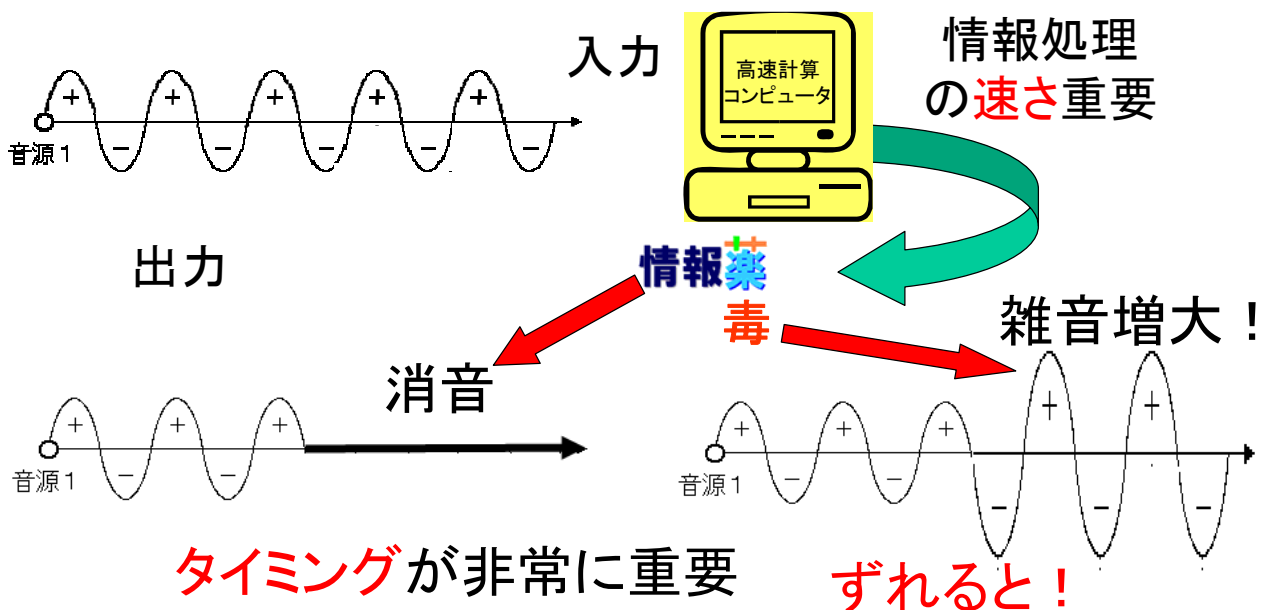 入力
高速計算
コンピュータ
情報処理
の速さ重要
+ + + + +
音源1
− − − − −
出力
情報薬
毒
雑音増大！
消音
+ + +
音源1
− −
+ + + + +
音源1
− − − −
タイミングが非常に重要
ずれると！